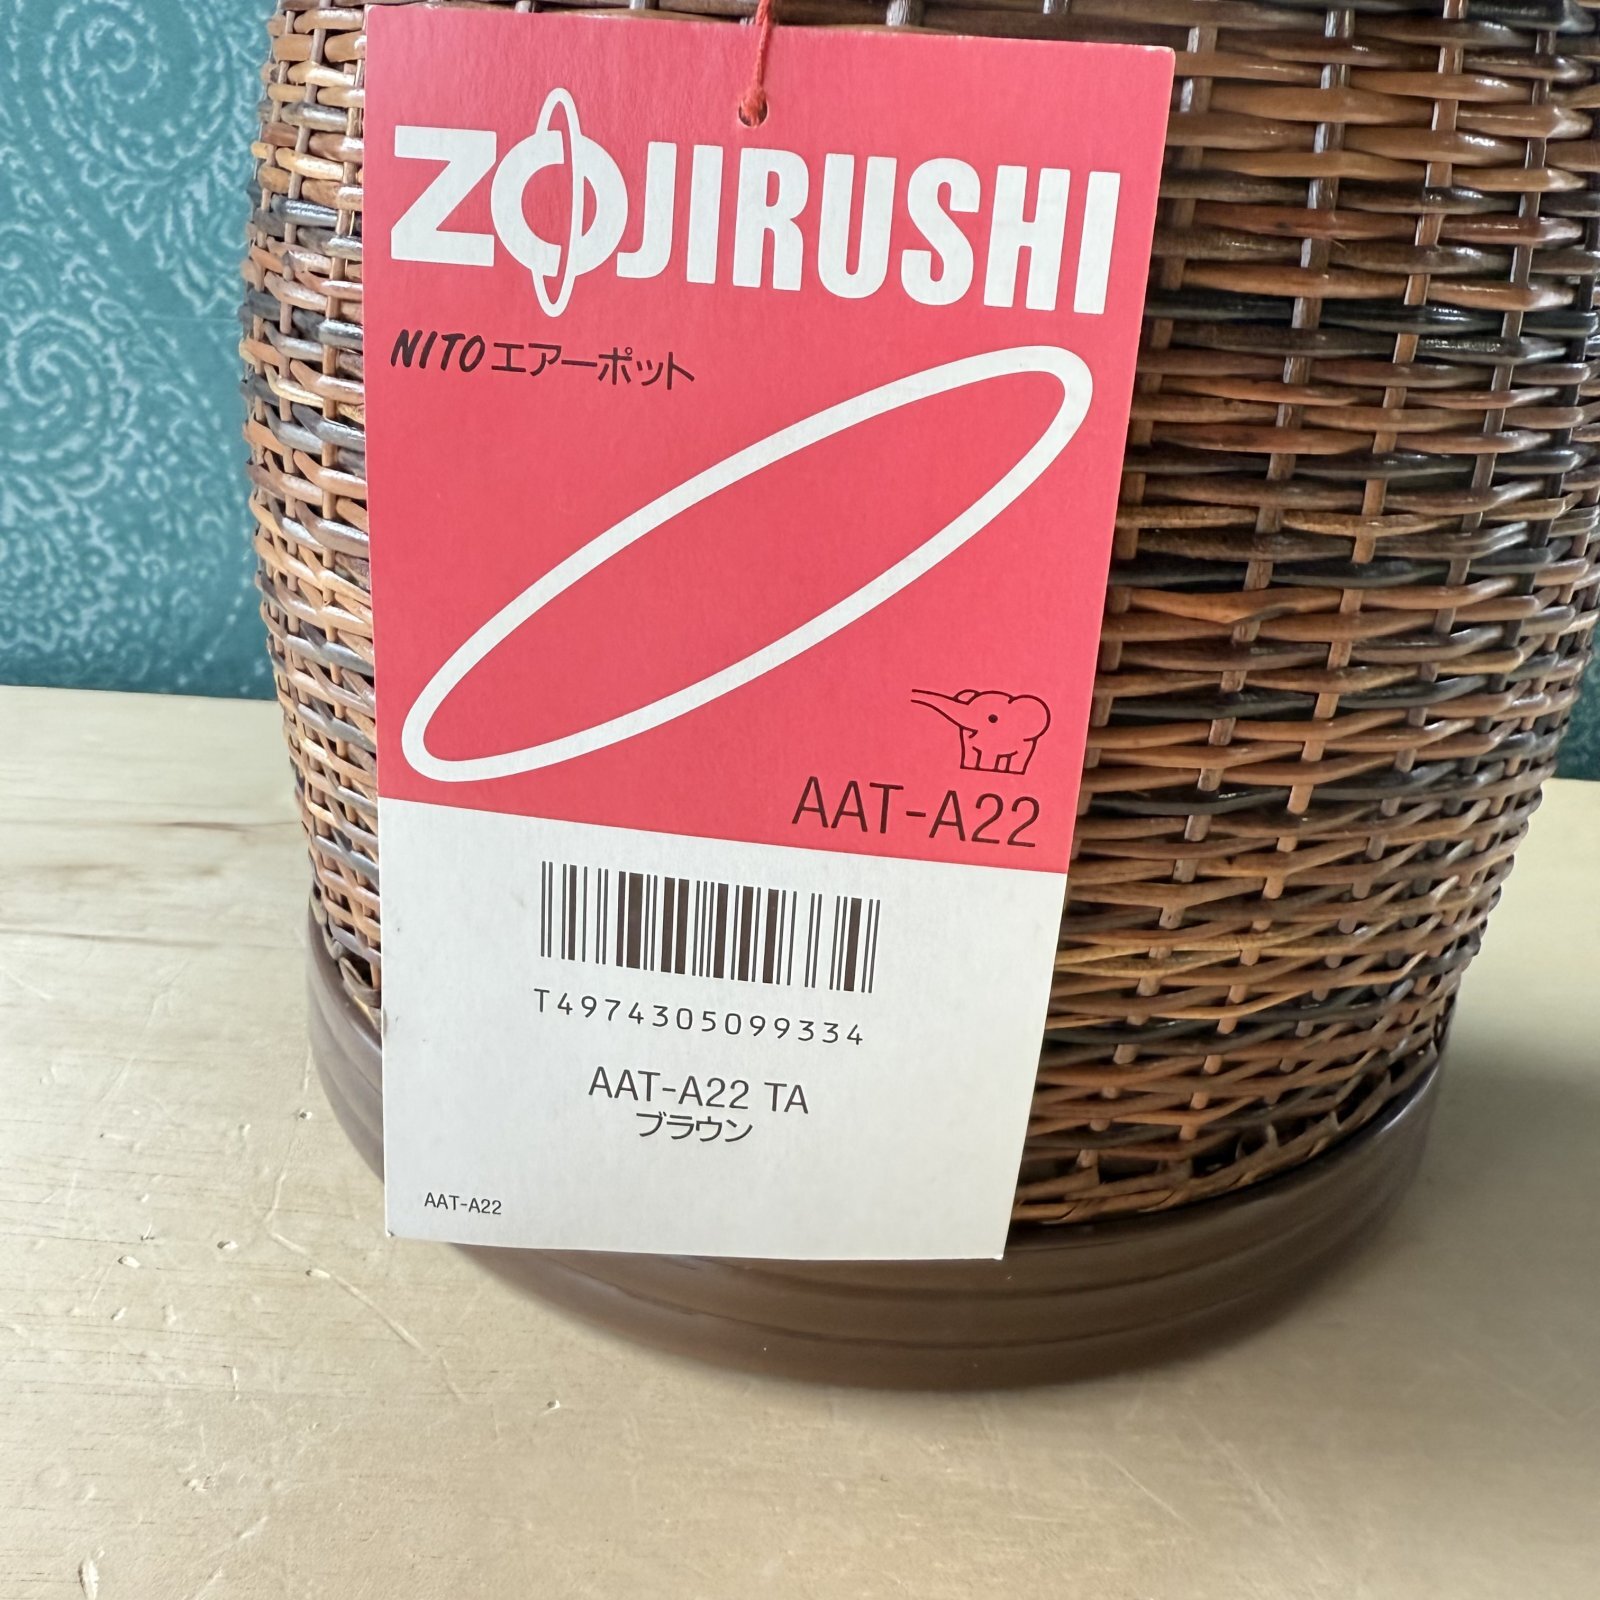 ZOJIRUSHI
NITOエアーポット
AAT-A22
T4974305099334
AAT-A22 TA
ブラウン
AAT-A22